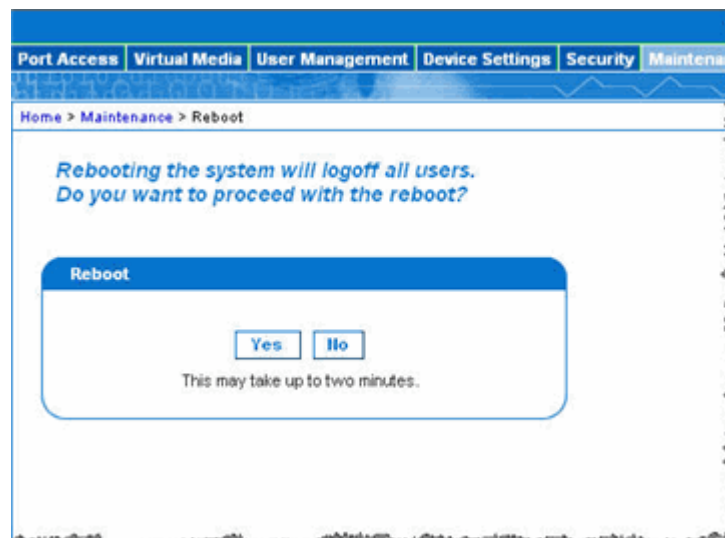 Port Access Virtual Media User Management Device Settings Security Maintena
Home > Maintenance > Reboot
Rebooting the system will logoff all users.
Do you want to proceed with the reboot?
Reboot
Yes No
This may take up to two minutes.